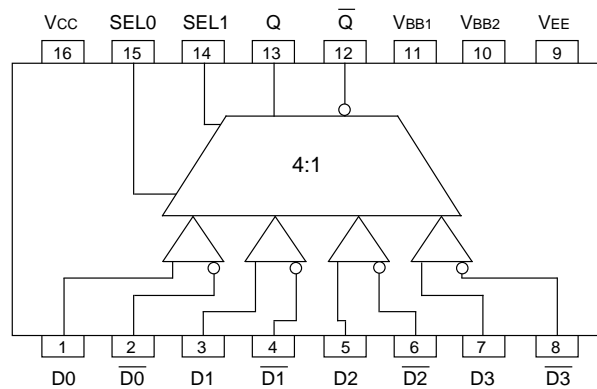 VCC SEL0 SEL1 Q Q̅ VBB1 VBB2 VEE
16 15 14 13 12 11 10 9
4:1
1 2 3 4 5 6 7 8
D0 D̅0̅ D1 D̅1̅ D2 D̅2̅ D3 D̅3̅